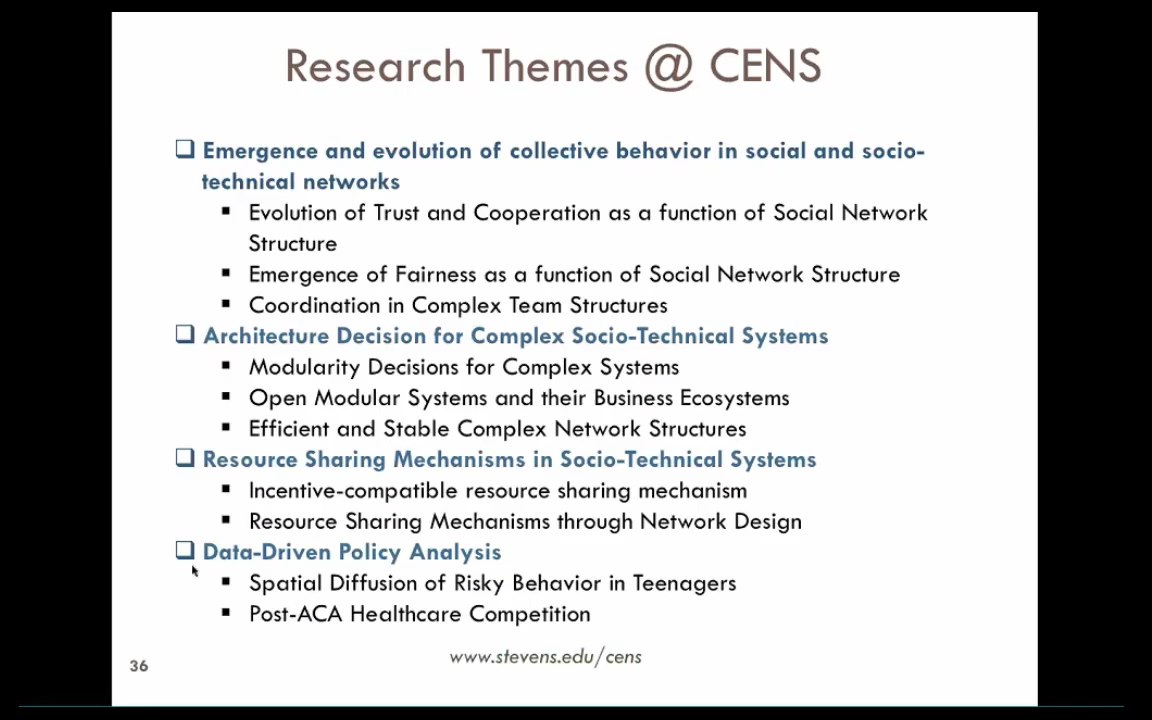 Research Themes @ CENS
❑ Emergence and evolution of collective behavior in social and socio-
technical networks
▪ Evolution of Trust and Cooperation as a function of Social Network
Structure
▪ Emergence of Fairness as a function of Social Network Structure
▪ Coordination in Complex Team Structures
❑ Architecture Decision for Complex Socio-Technical Systems
▪ Modularity Decisions for Complex Systems
▪ Open Modular Systems and their Business Ecosystems
▪ Efficient and Stable Complex Network Structures
❑ Resource Sharing Mechanisms in Socio-Technical Systems
▪ Incentive-compatible resource sharing mechanism
▪ Resource Sharing Mechanisms through Network Design
❑ Data-Driven Policy Analysis
▪ Spatial Diffusion of Risky Behavior in Teenagers
▪ Post-ACA Healthcare Competition
www.stevens.edu/cens
36